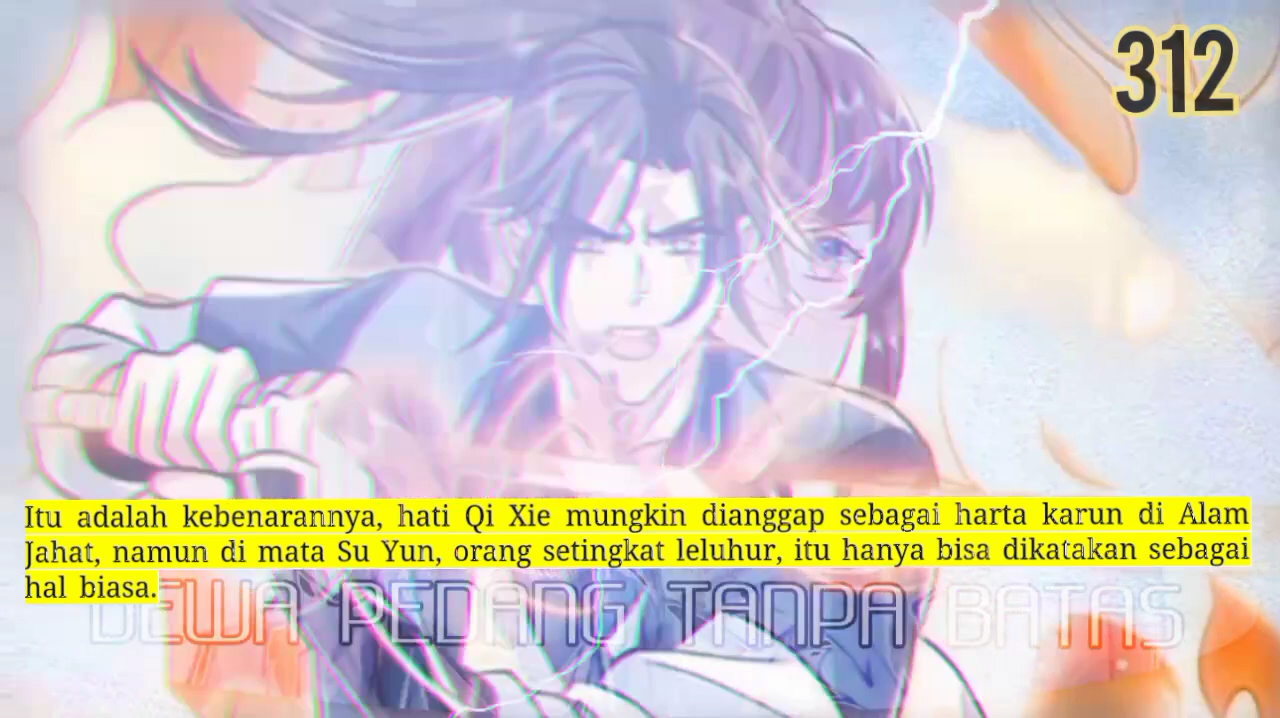 312
Itu adalah kebenarannya, hati Qi Xie mungkin dianggap sebagai harta karun di Alam
Jahat, namun di mata Su Yun, orang setingkat leluhur, itu hanya bisa dikatakan sebagai
hal biasa.
DEWA PEDANG TANPA BATAS